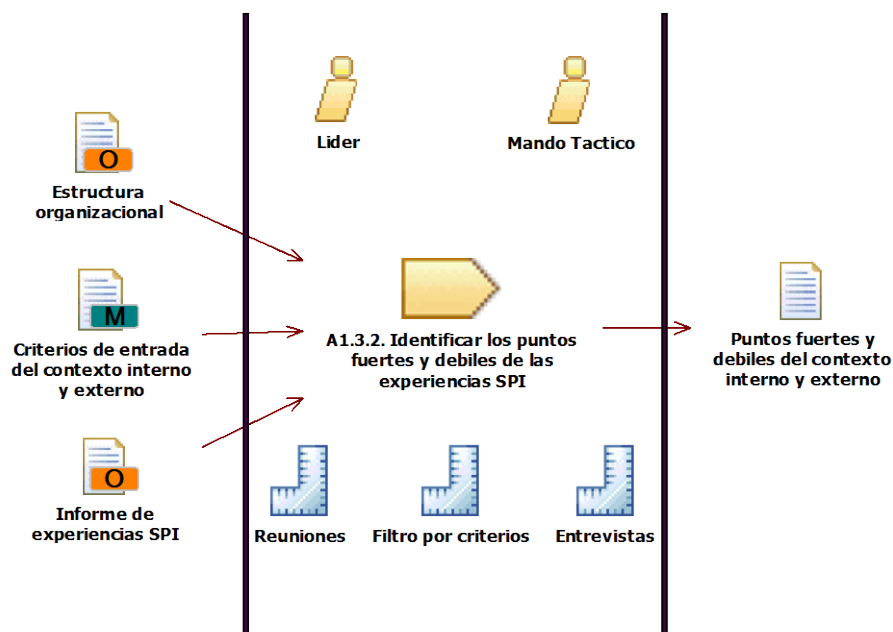 Lider
Mando Tactico
O
Estructura
organizacional
M
Criterios de entrada
del contexto interno
y externo
A1.3.2. Identificar los puntos
fuertes y debiles de las
experiencias SPI
Puntos fuertes y
debiles del contexto
interno y externo
O
Informe de
experiencias SPI
Reuniones
Filtro por criterios
Entrevistas